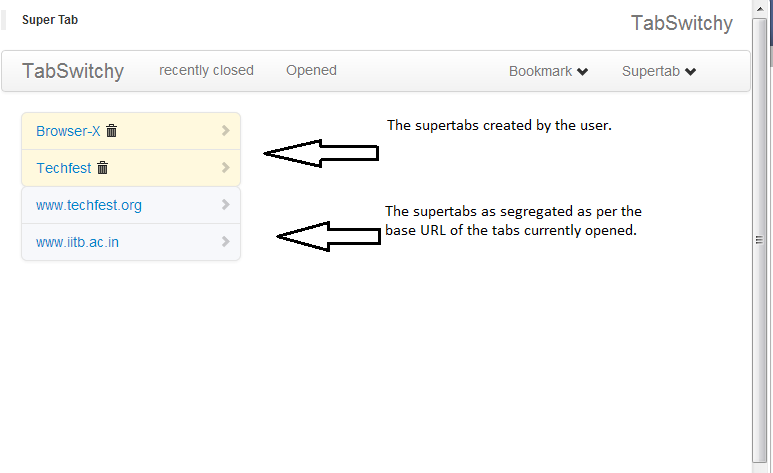 Super Tab
TabSwitchy
TabSwitchy recently closed Opened Bookmark Supertab
Browser-X
Techfest
www.techfest.org
www.iitb.ac.in
The supertabs created by the user.
The supertabs as segregated as per the
base URL of the tabs currently opened.